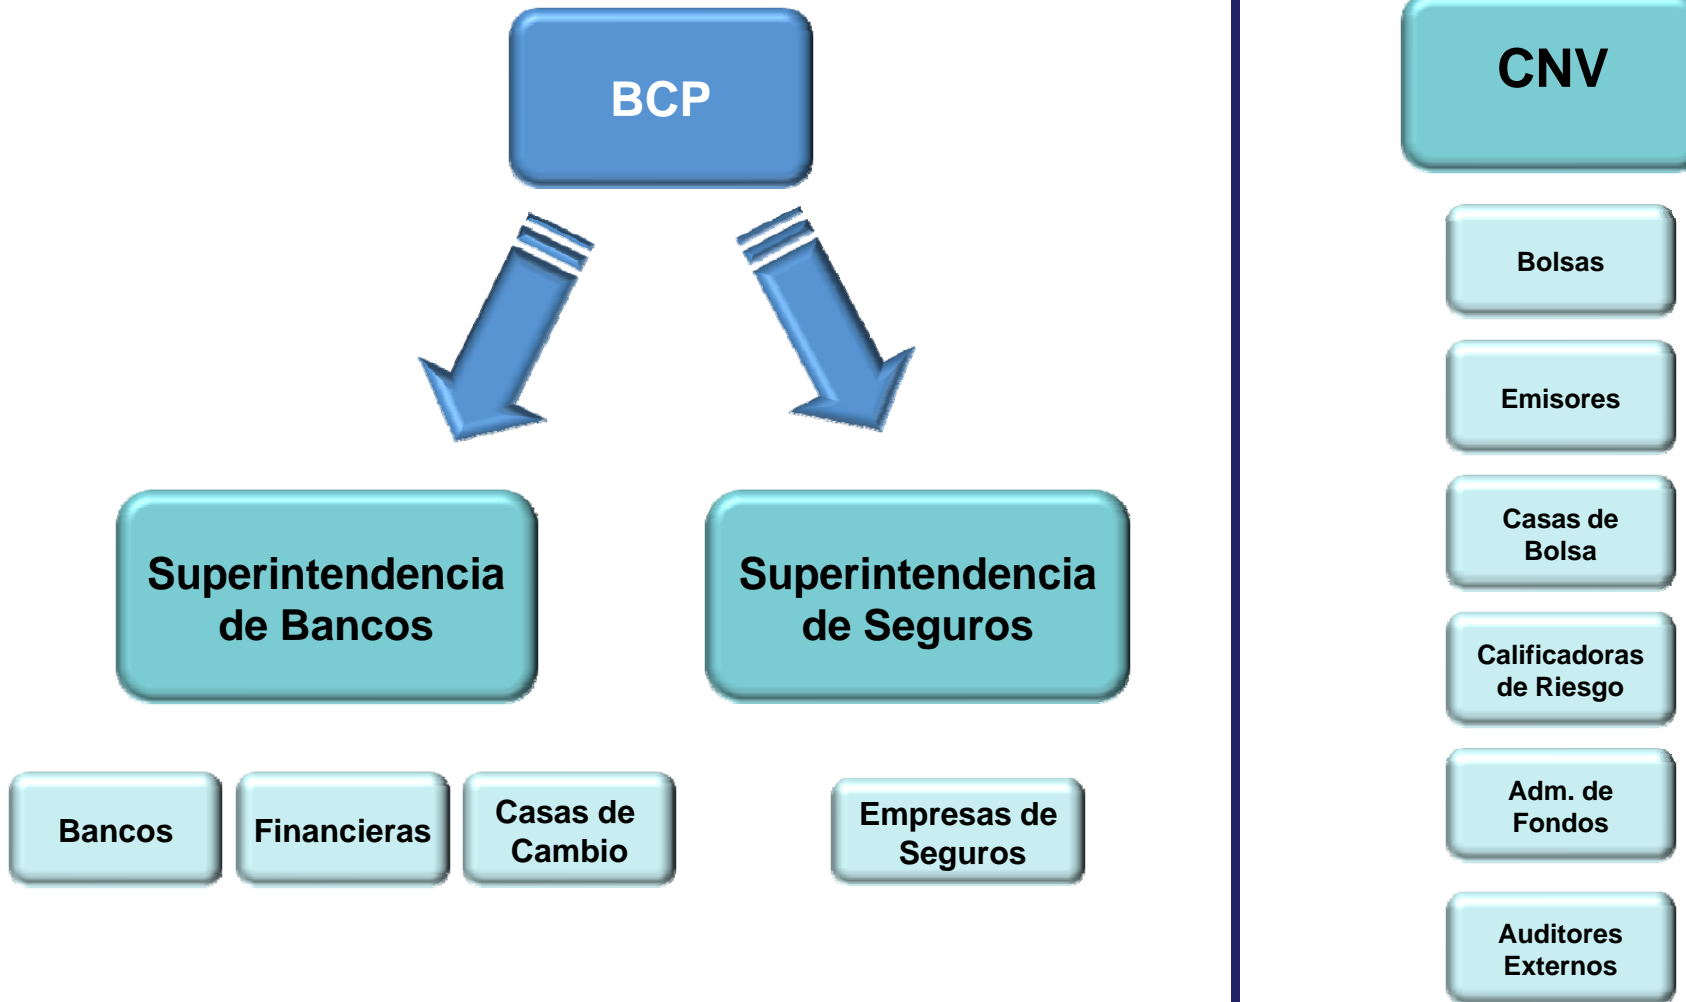 BCP
Superintendencia
de Bancos
Superintendencia
de Seguros
Bancos
Financieras
Casas de
Cambio
Empresas de
Seguros
CNV
Bolsas
Emisores
Casas de
Bolsa
Calificadoras
de Riesgo
Adm. de
Fondos
Auditores
Externos